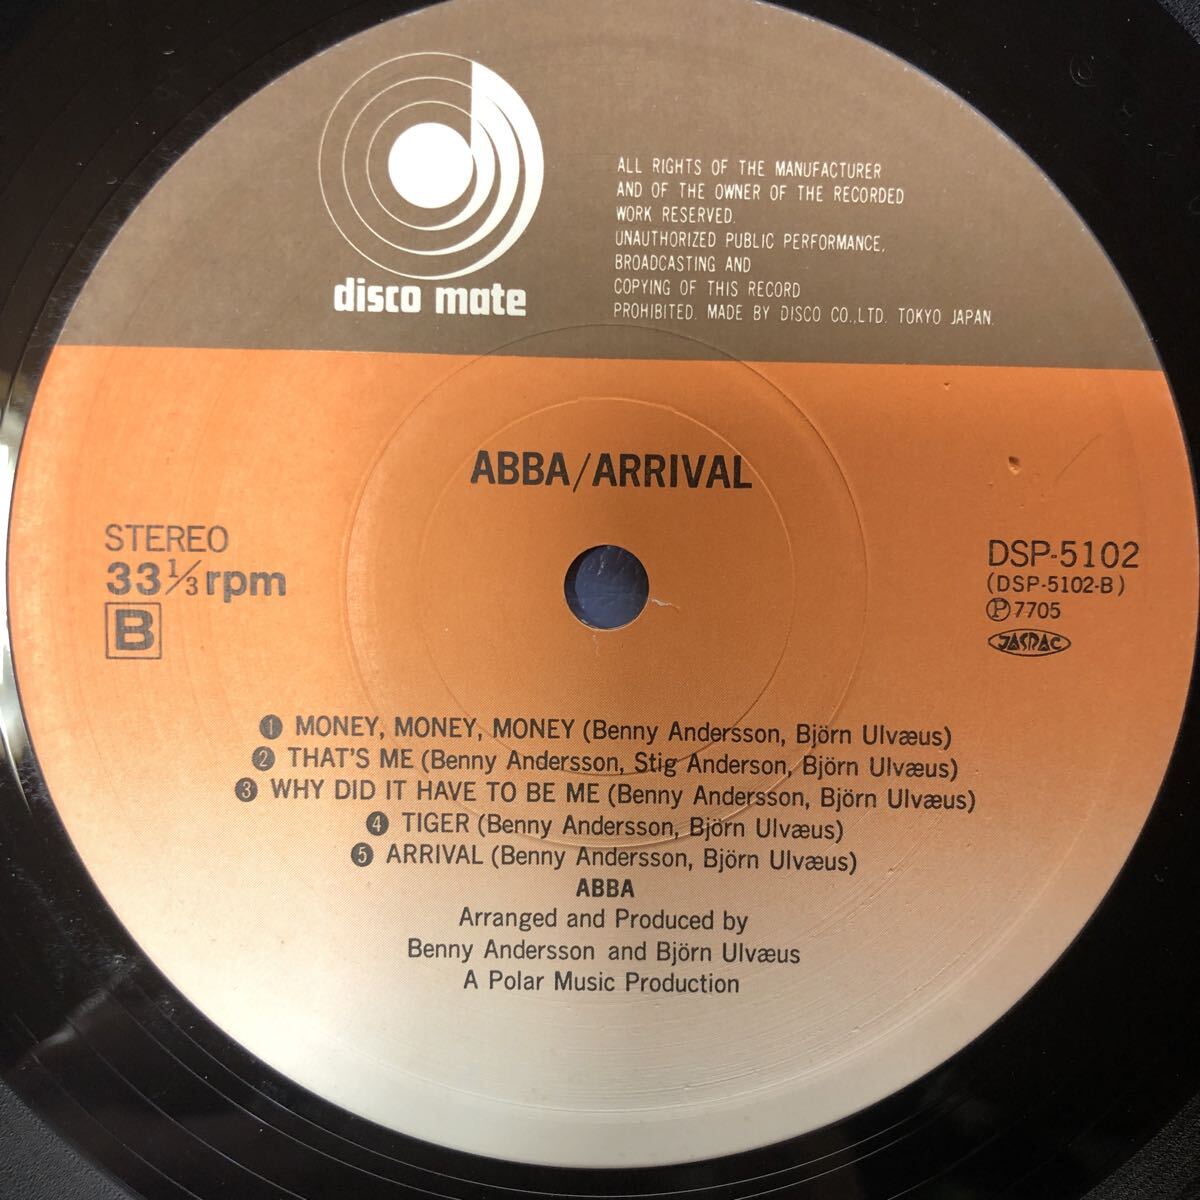 disco mate
ALL RIGHTS OF THE MANUFACTURER
AND OF THE OWNER OF THE RECORDED
WORK RESERVED.
UNAUTHORIZED PUBLIC PERFORMANCE,
BROADCASTING AND
COPYING OF THIS RECORD
PROHIBITED. MADE BY DISCO CO.,LTD. TOKYO JAPAN.
ABBA/ARRIVAL
STEREO
33 1/3 rpm
B
DSP-5102
(DSP-5102-B)
Ⓟ7705
JASRAC
❶ MONEY, MONEY, MONEY (Benny Andersson, Björn Ulvæus)
❷ THAT'S ME (Benny Andersson, Stig Anderson, Björn Ulvæus)
❸ WHY DID IT HAVE TO BE ME (Benny Andersson, Björn Ulvæus)
❹ TIGER (Benny Andersson, Björn Ulvæus)
❺ ARRIVAL (Benny Andersson, Björn Ulvæus)
ABBA
Arranged and Produced by
Benny Andersson and Björn Ulvæus
A Polar Music Production